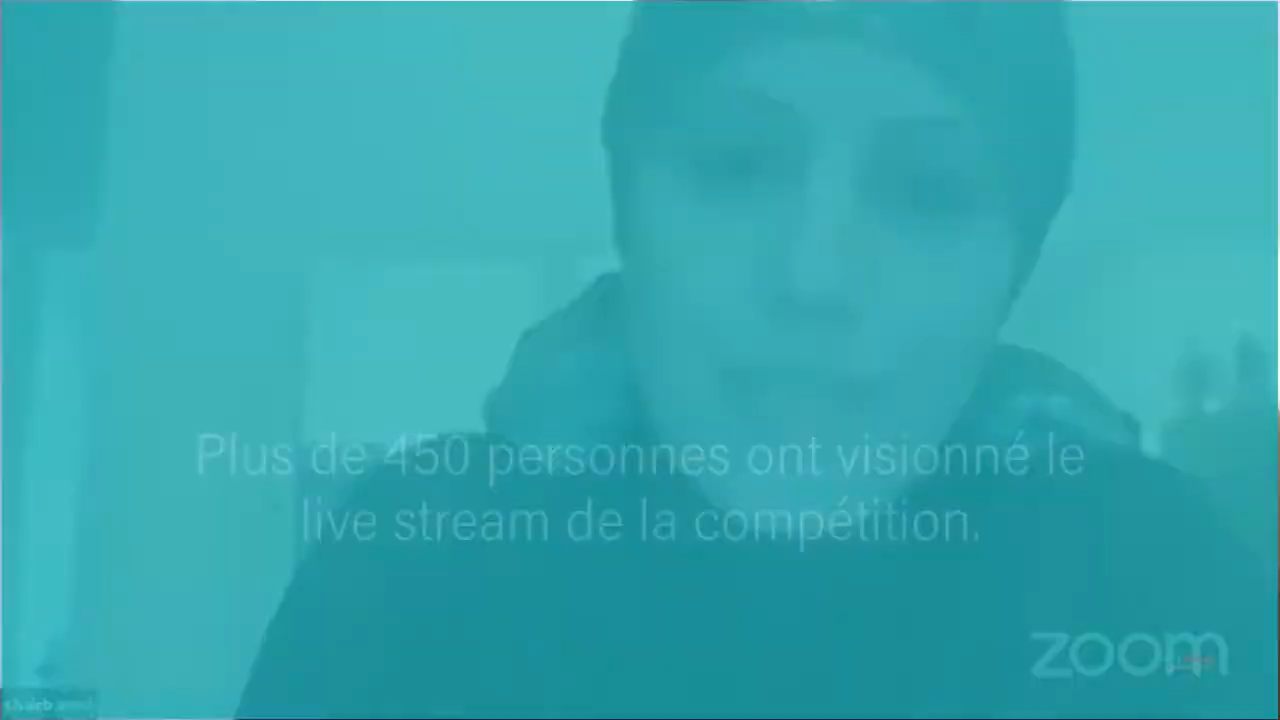 Plus de 450 personnes ont visionné le
live stream de la compétition.
zoom